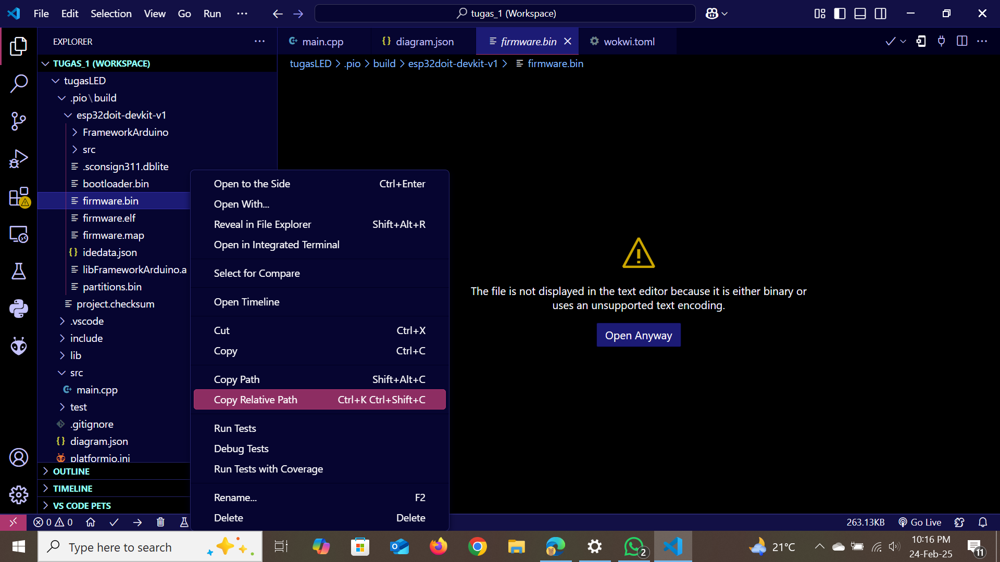 File Edit Selection View Go Run ··· tugas_1 (Workspace)
EXPLORER ···
main.cpp diagram.json firmware.bin wokwi.toml
TUGAS_1 (WORKSPACE)
tugasLED > .pio > build > esp32doit-devkit-v1 > firmware.bin
tugasLED
.pio\build
esp32doit-devkit-v1
FrameworkArduino
src
.sconsign311.dblite
bootloader.bin
firmware.bin
firmware.elf
firmware.map
idedata.json
libFrameworkArduino.a
partitions.bin
project.checksum
.vscode
include
lib
src
main.cpp
test
.gitignore
diagram.json
platformio.ini
OUTLINE
TIMELINE
VS CODE PETS
Open to the Side Ctrl+Enter
Open With...
Reveal in File Explorer Shift+Alt+R
Open in Integrated Terminal
Select for Compare
Open Timeline
Cut Ctrl+X
Copy Ctrl+C
Copy Path Shift+Alt+C
Copy Relative Path Ctrl+K Ctrl+Shift+C
Run Tests
Debug Tests
Run Tests with Coverage
Rename... F2
Delete Delete
The file is not displayed in the text editor because it is either binary or
uses an unsupported text encoding.
Open Anyway
0 0 263.13KB Go Live
Type here to search
2
21°C
10:16 PM
24-Feb-25
11